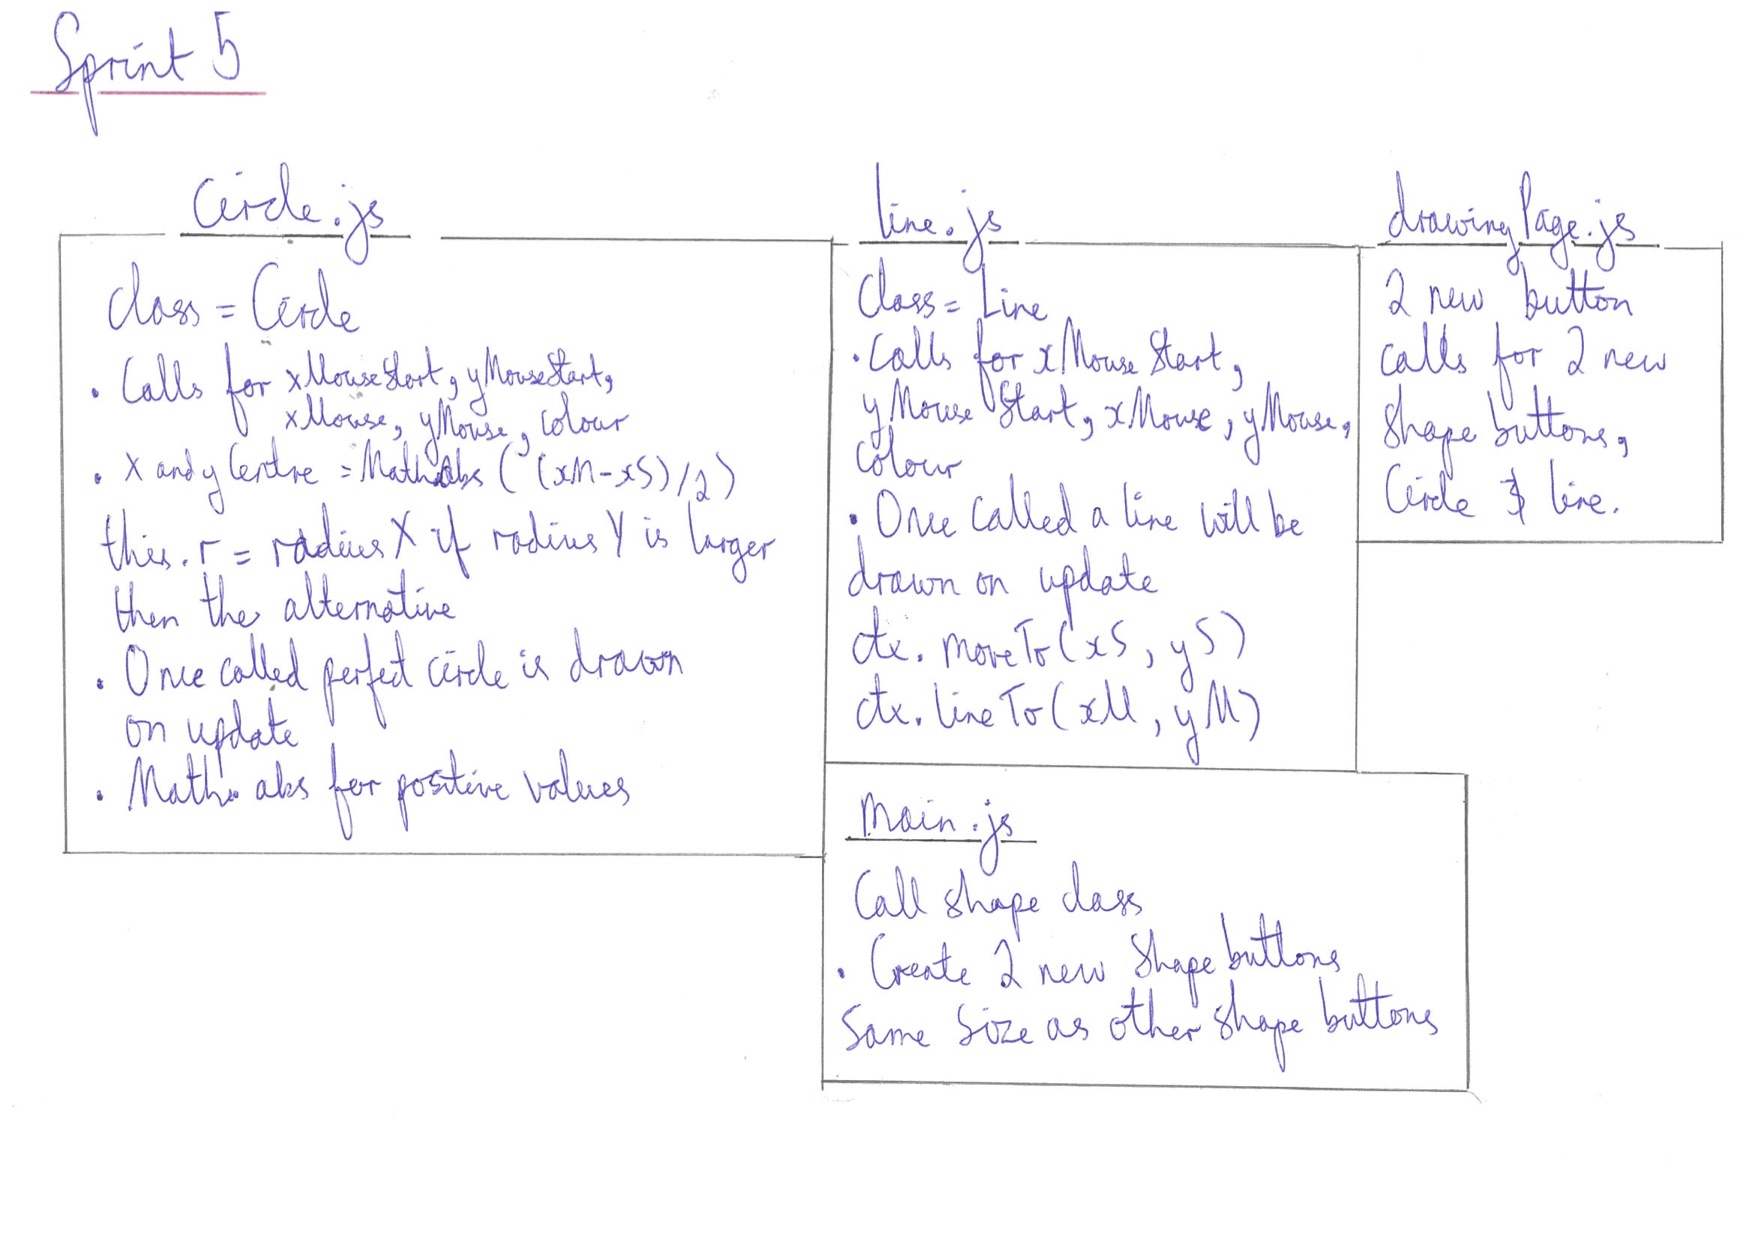 Sprint 5
Circle.js
class = Circle
• Calls for xMouseStart, yMouseStart,
xMouse, yMouse, colour
• X and y Centre = Math.abs ( (xM-xS)/2)
this.r = radius X if radius Y is larger
then the alternative
• Once called perfect circle is drawn
on update
• Math.abs for positive values
line.js
Class = Line
• Calls for xMouse Start,
yMouse Start, xMouse, yMouse,
colour
• Once called a line will be
drawn on update
ctx. moveTo(xS, yS)
ctx. lineTo(xM, yM)
drawingPage.js
2 new button
calls for 2 new
shape buttons,
Circle & line.
Main.js
Call shape class
• Create 2 new Shape buttons
Same Size as other shape buttons